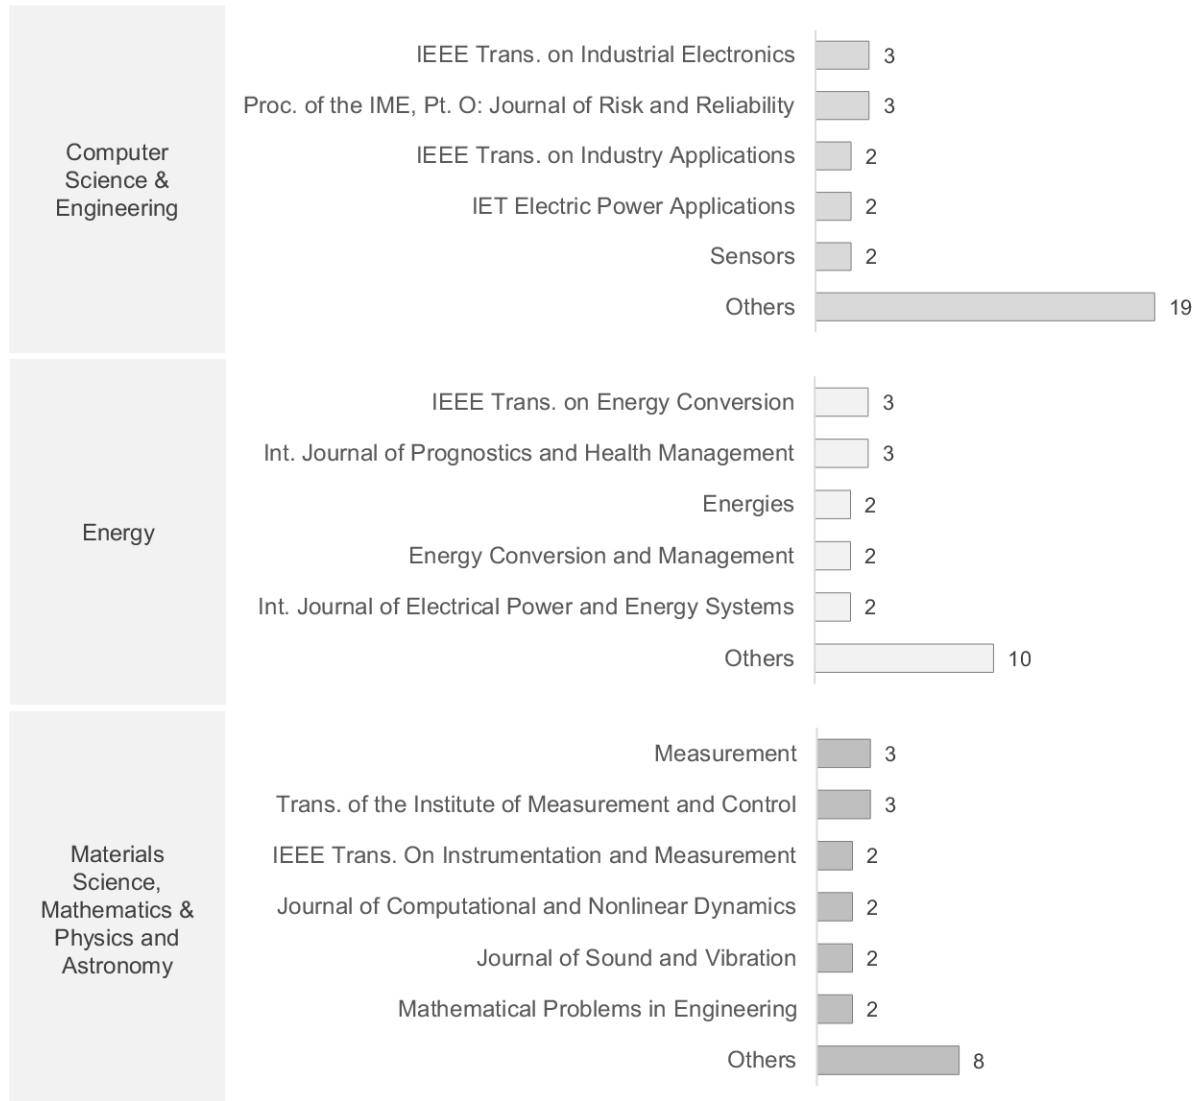 Computer
Science &
Engineering
IEEE Trans. on Industrial Electronics 3
Proc. of the IME, Pt. O: Journal of Risk and Reliability 3
IEEE Trans. on Industry Applications 2
IET Electric Power Applications 2
Sensors 2
Others 19
Energy
IEEE Trans. on Energy Conversion 3
Int. Journal of Prognostics and Health Management 3
Energies 2
Energy Conversion and Management 2
Int. Journal of Electrical Power and Energy Systems 2
Others 10
Materials
Science,
Mathematics &
Physics and
Astronomy
Measurement 3
Trans. of the Institute of Measurement and Control 3
IEEE Trans. On Instrumentation and Measurement 2
Journal of Computational and Nonlinear Dynamics 2
Journal of Sound and Vibration 2
Mathematical Problems in Engineering 2
Others 8